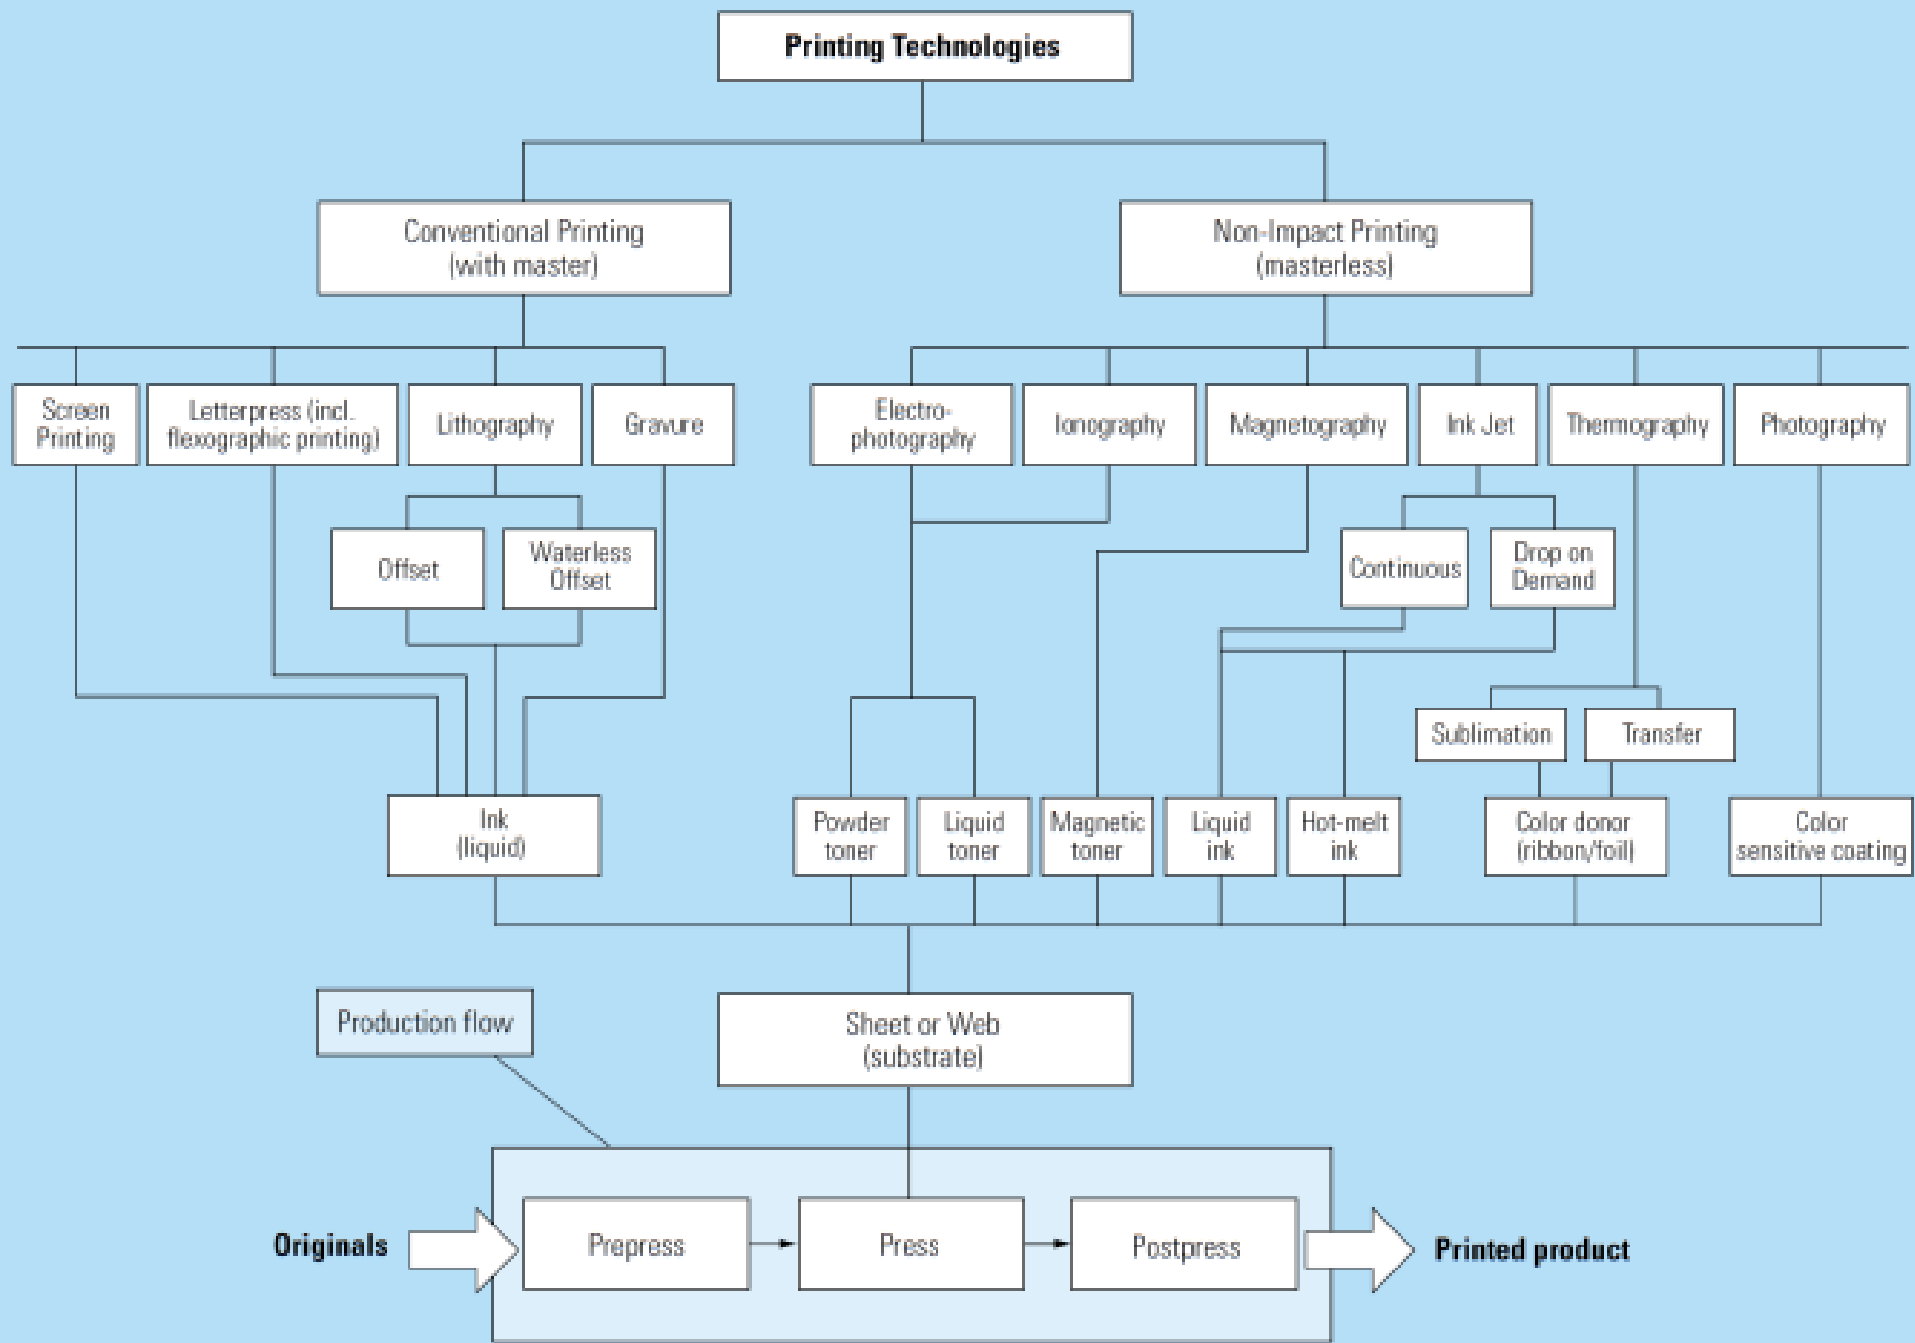 Printing Technologies
Conventional Printing
(with master)
Non-Impact Printing
(masterless)
Screen
Printing
Letterpress (incl.
flexographic printing)
Lithography
Gravure
Electro-
photography
Ionography
Magnetography
Ink Jet
Thermography
Photography
Offset
Waterless
Offset
Continuous
Drop on
Demand
Sublimation
Transfer
Ink
(liquid)
Powder
toner
Liquid
toner
Magnetic
toner
Liquid
ink
Hot-melt
ink
Color donor
(ribbon/foil)
Color
sensitive coating
Production flow
Sheet or Web
(substrate)
Originals
Prepress
Press
Postpress
Printed product